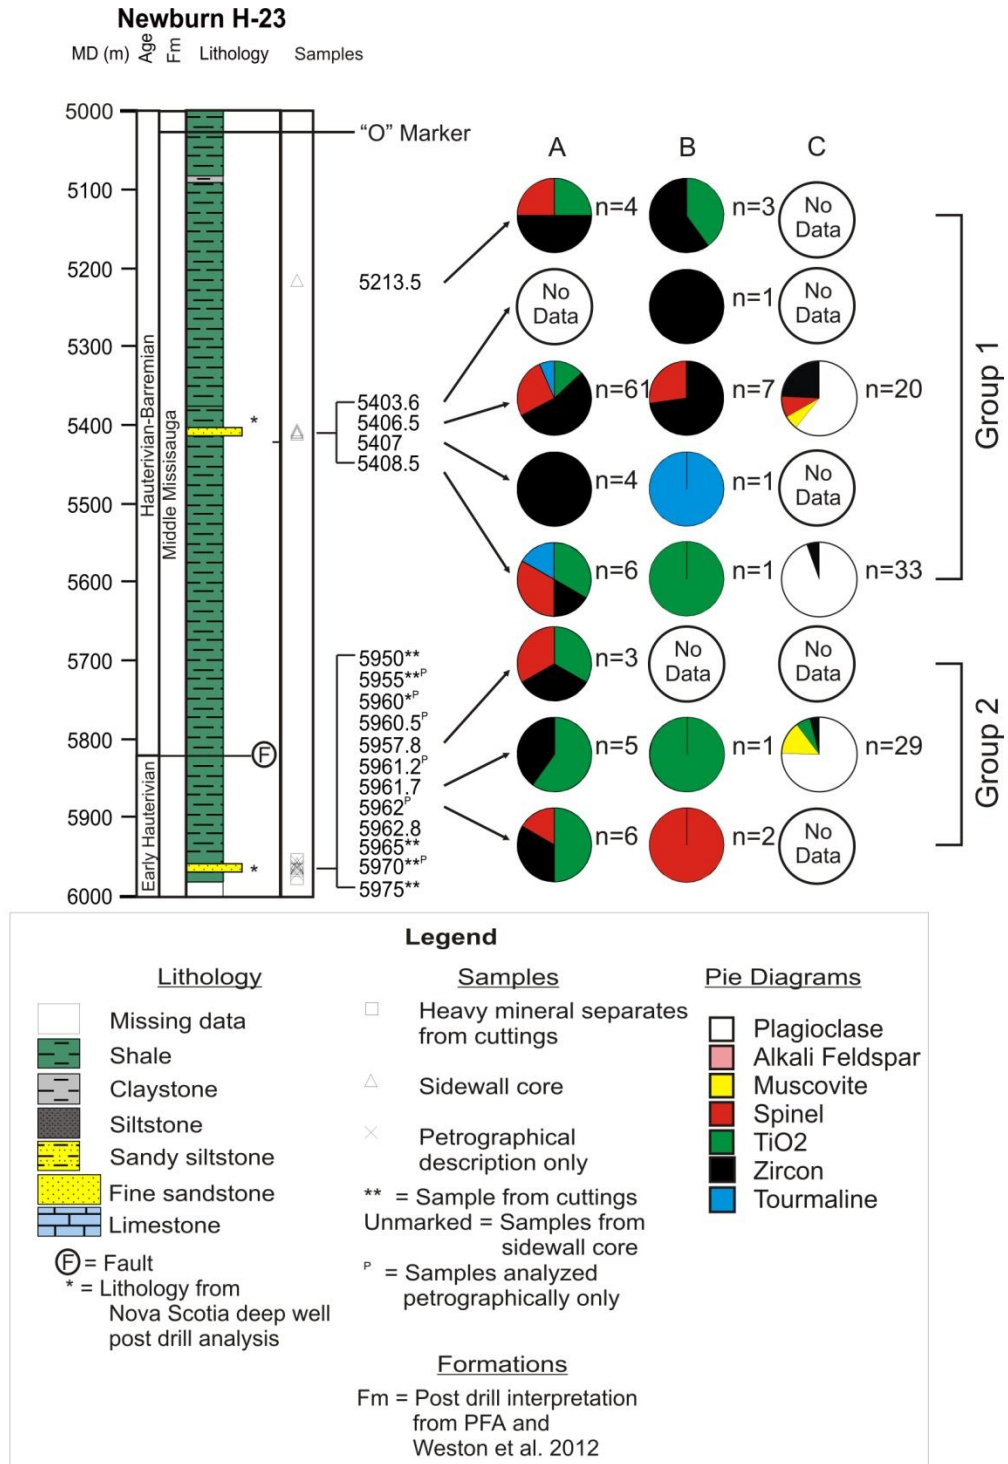 Newburn H-23
MD (m) Age Fm Lithology Samples
5000
"O" Marker
5100
5200
5300
5400
5500
5600
5700
5800
5900
6000
Hauterivian-Barremian
Early Hauterivian
Middle Missisauga
*
F
*
5213.5
5403.6
5406.5
5407
5408.5
5950**
5955**P
5960*P
5960.5P
5957.8
5961.2P
5961.7
5962P
5962.8
5965**
5970**P
5975**
A B C
n=4 n=3 No Data
No Data n=1 No Data
n=61 n=7 n=20
n=4 n=1 No Data
n=6 n=1 n=33
n=3 No Data No Data
n=5 n=1 n=29
n=6 n=2 No Data
Group 1
Group 2
Legend
Lithology
Missing data
Shale
Claystone
Siltstone
Sandy siltstone
Fine sandstone
Limestone
F = Fault
* = Lithology from
Nova Scotia deep well
post drill analysis
Samples
Heavy mineral separates
from cuttings
Sidewall core
Petrographical
description only
** = Sample from cuttings
Unmarked = Samples from
sidewall core
P = Samples analyzed
petrographically only
Formations
Fm = Post drill interpretation
from PFA and
Weston et al. 2012
Pie Diagrams
Plagioclase
Alkali Feldspar
Muscovite
Spinel
TiO2
Zircon
Tourmaline